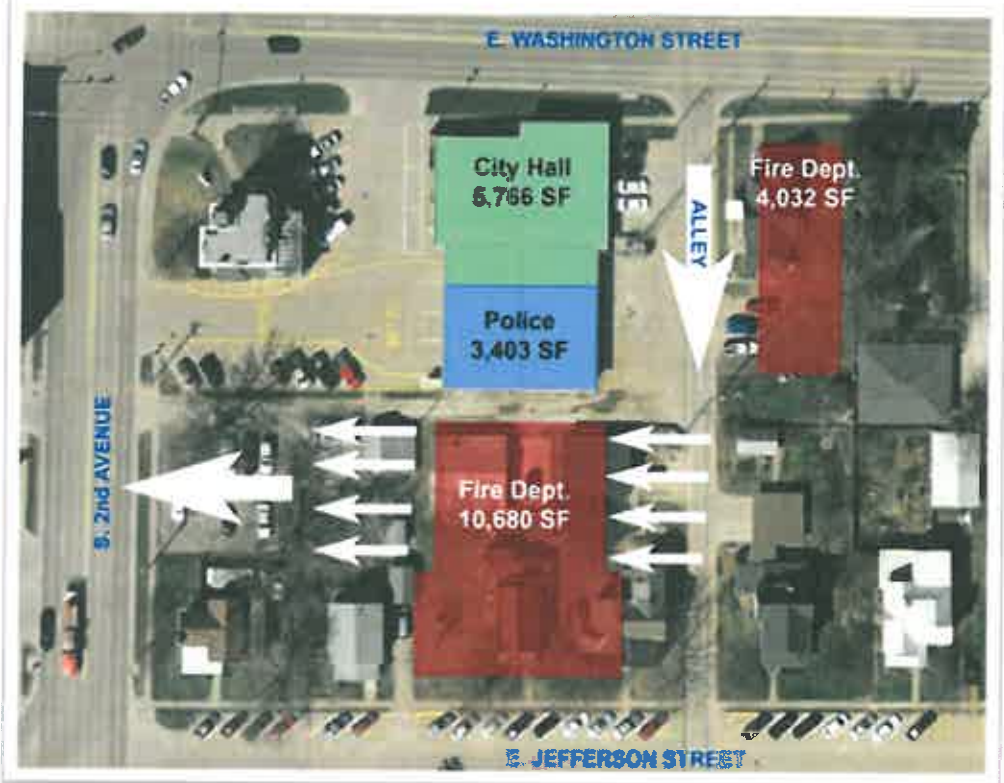 E. WASHINGTON STREET
City Hall
5,766 SF
Fire Dept.
4,032 SF
ALLEY
Police
3,403 SF
S. 2nd AVENUE
Fire Dept.
10,680 SF
E. JEFFERSON STREET